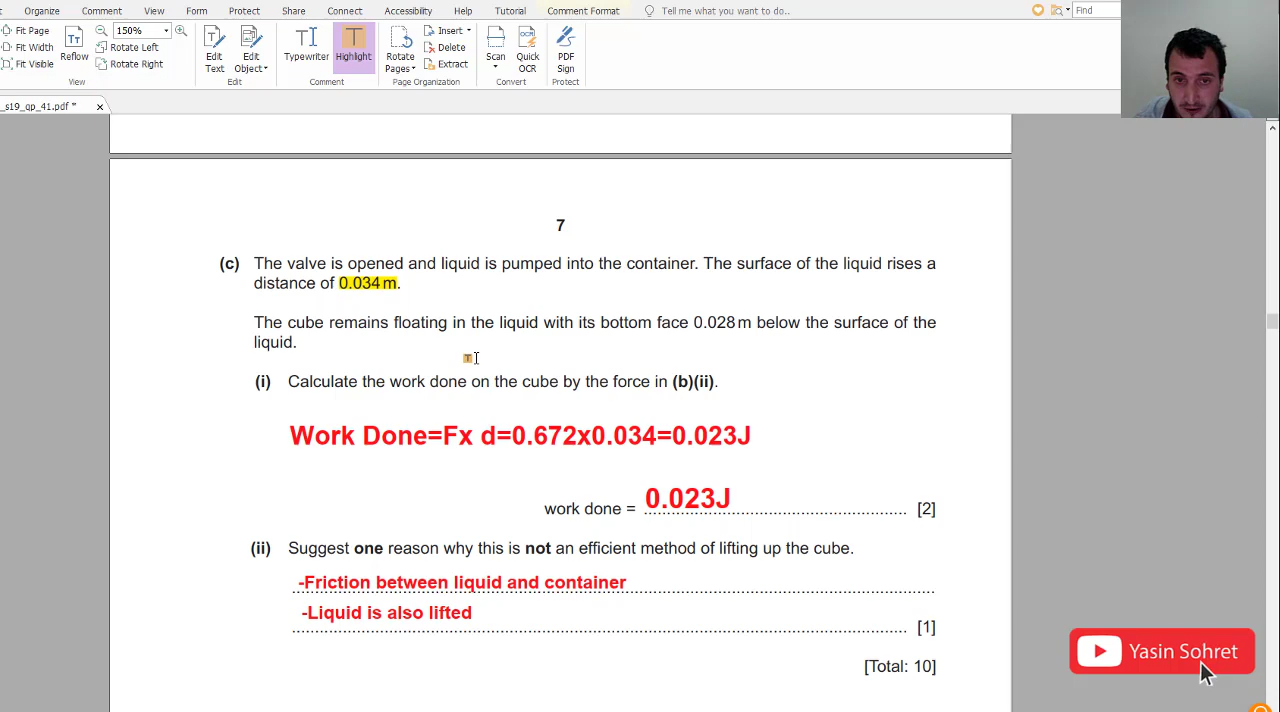 Organize Comment View Form Protect Share Connect Accessibility Help Tutorial Comment Format Tell me what you want to do..
Fit Page 150% Insert Find
Fit Width Rotate Left Delete
Fit Visible Reflow Rotate Right Edit Text Edit Object Typewriter Highlight Rotate Pages Extract Scan Quick OCR PDF Sign
View Edit Comment Page Organization Convert Protect
_s19_qp_41.pdf *
7
(c) The valve is opened and liquid is pumped into the container. The surface of the liquid rises a
distance of 0.034 m.
The cube remains floating in the liquid with its bottom face 0.028 m below the surface of the
liquid.
(i) Calculate the work done on the cube by the force in (b)(ii).
Work Done=Fx d=0.672x0.034=0.023J
work done = 0.023J [2]
(ii) Suggest one reason why this is not an efficient method of lifting up the cube.
-Friction between liquid and container
-Liquid is also lifted
[1]
Yasin Sohret
[Total: 10]